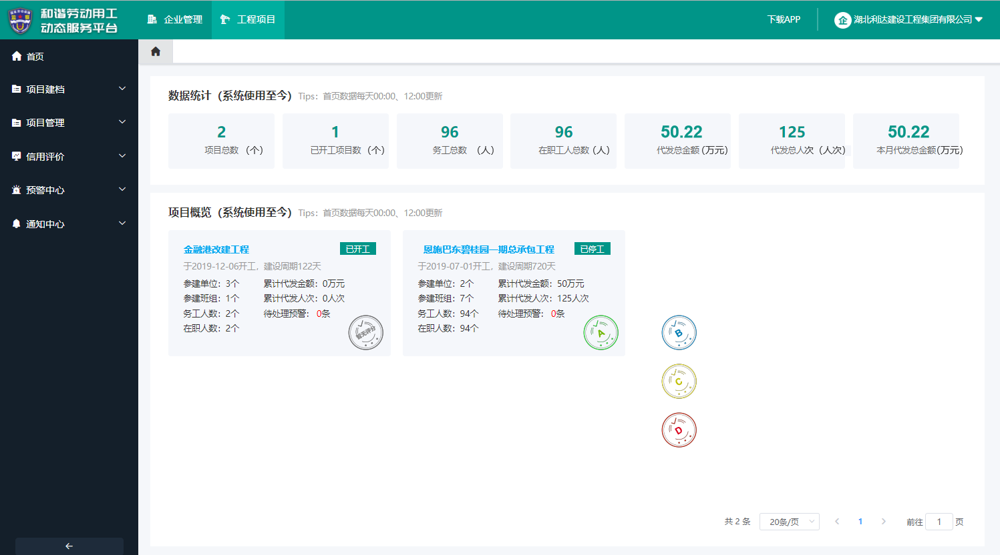 和谐劳动用工
动态服务平台
企业管理
工程项目
下载APP
企
湖北利达建设工程集团有限公司
首页
项目建档
项目管理
信用评价
预警中心
通知中心
数据统计（系统使用至今）Tips：首页数据每天00:00、12:00更新
2
项目总数 （个）
1
已开工项目数 （个）
96
务工总数 （人）
96
在职工人总数（人）
50.22
代发总金额(万元)
125
代发总人次（人次）
50.22
本月代发总金额(万元)
项目概览（系统使用至今）Tips：首页数据每天00:00、12:00更新
金融港改建工程
已开工
于2019-12-06开工，建设周期122天
参建单位：3个 累计代发金额：0万元
参建班组：1个 累计代发人次：0人次
务工人数：2个 待处理预警： 0条
在职人数：2个
暂无评分
恩施巴东碧桂园一期总承包工程
已停工
于2019-07-01开工，建设周期720天
参建单位：2个 累计代发金额：50万元
参建班组：7个 累计代发人次：125人次
务工人数：94个 待处理预警： 0条
在职人数：94个
A
B
C
D
共 2 条 20条/页 1 前往 1 页